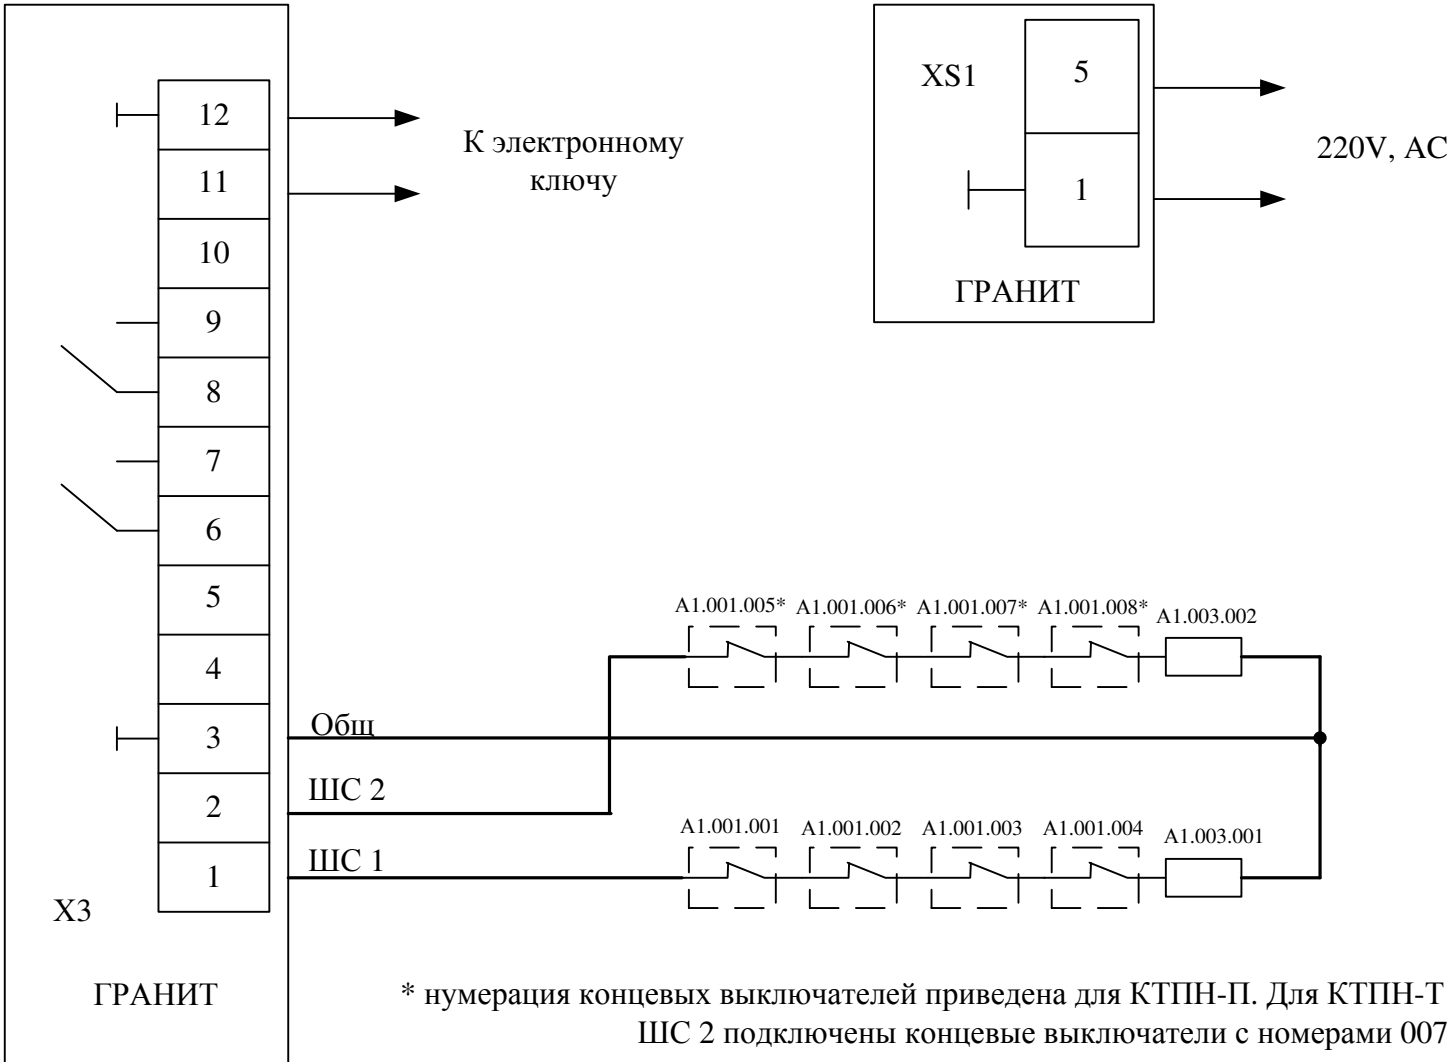 12
11
10
9
8
7
6
5
4
3
2
1
X3
ГРАНИТ
К электронному
ключу
XS1
5
1
ГРАНИТ
220V, AC
A1.001.005* A1.001.006* A1.001.007* A1.001.008* A1.003.002
Общ
ШС 2
ШС 1
A1.001.001 A1.001.002 A1.001.003 A1.001.004 A1.003.001
* нумерация концевых выключателей приведена для КТПН-П. Для КТПН-Т
ШС 2 подключены концевые выключатели с номерами 007